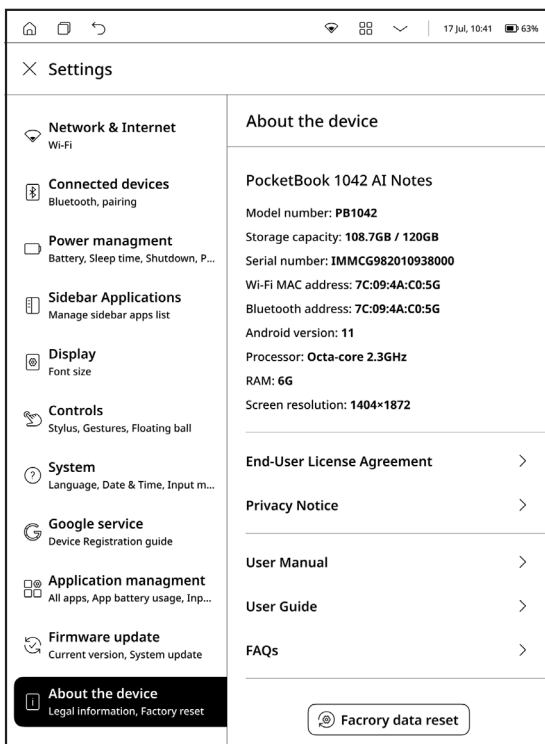 17 Jul, 10:41 63%
Settings
Network & Internet
Wi-Fi
Connected devices
Bluetooth, pairing
Power managment
Battery, Sleep time, Shutdown, P...
Sidebar Applications
Manage sidebar apps list
Display
Font size
Controls
Stylus, Gestures, Floating ball
System
Language, Date & Time, Input m...
Google service
Device Registration guide
Application managment
All apps, App battery usage, Inp...
Firmware update
Current version, System update
About the device
Legal information, Factory reset
About the device
PocketBook 1042 AI Notes
Model number: PB1042
Storage capacity: 108.7GB / 120GB
Serial number: IMMCG982010938000
Wi-Fi MAC address: 7C:09:4A:C0:5G
Bluetooth address: 7C:09:4A:C0:5G
Android version: 11
Processor: Octa-core 2.3GHz
RAM: 6G
Screen resolution: 1404×1872
End-User License Agreement
Privacy Notice
User Manual
User Guide
FAQs
Facrory data reset